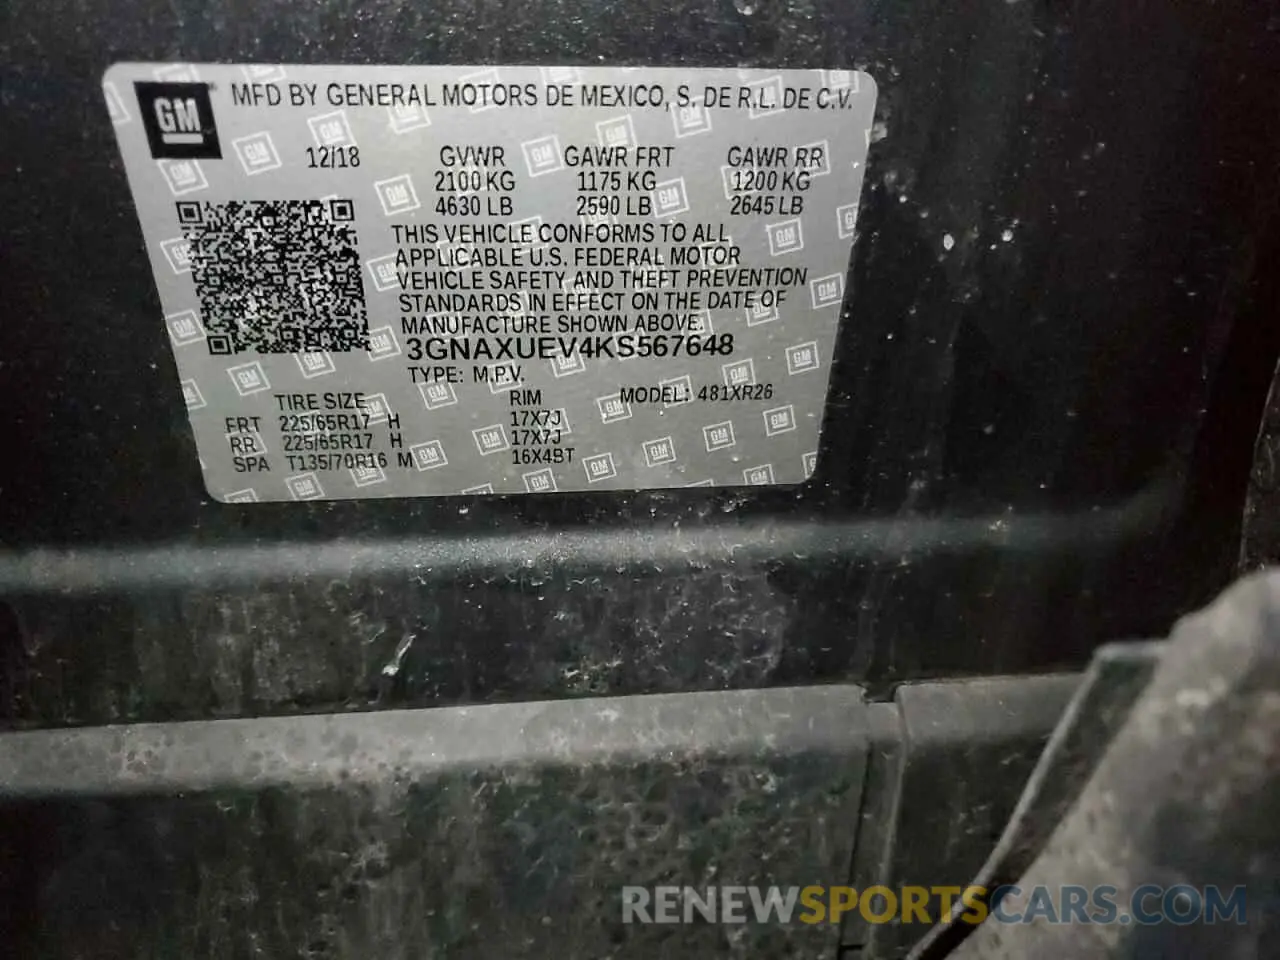 GM MFD BY GENERAL MOTORS DE MEXICO, S. DE R.L. DE C.V.
12/18 GVWR GAWR FRT GAWR RR
2100 KG 1175 KG 1200 KG
4630 LB 2590 LB 2645 LB
THIS VEHICLE CONFORMS TO ALL
APPLICABLE U.S. FEDERAL MOTOR
VEHICLE SAFETY AND THEFT PREVENTION
STANDARDS IN EFFECT ON THE DATE OF
MANUFACTURE SHOWN ABOVE.
3GNAXUEV4KS567648
TYPE: M.P.V.
TIRE SIZE RIM MODEL: 481XR26
FRT 225/65R17 H 17X7J
RR 225/65R17 H 17X7J
SPA T135/70R16 M 16X4BT
RENEWSPORTSCARS.COM